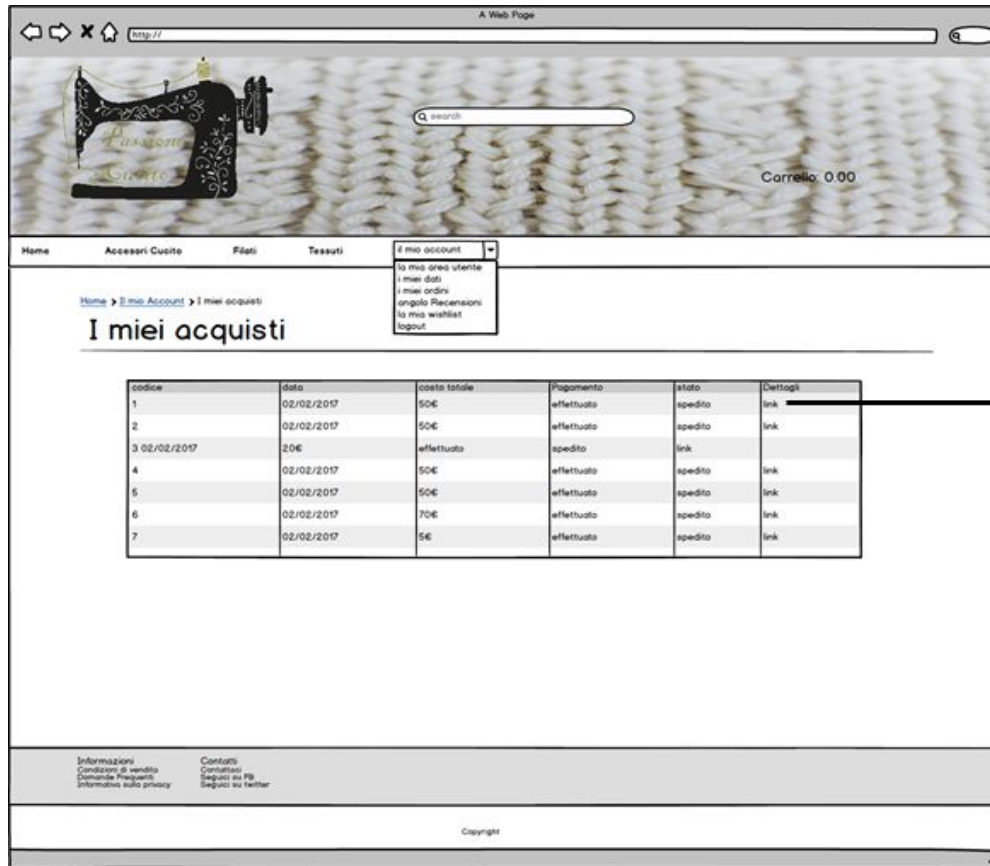 A Web Page
http://
search
Passione
Cucito
Carrello: 0.00
Home Accesori Cucito Filati Tessuti il mio account
la mia area utente
i miei dati
i miei ordini
angolo Recensioni
la mia wishlist
logout
Home > Il mio Account > I miei acquisti
I miei acquisti
codice data costo totale Pagamento stato Dettagli
1 02/02/2017 50€ effettuato spedito link
2 02/02/2017 50€ effettuato spedito link
3 02/02/2017 20€ effettuato spedito link
4 02/02/2017 50€ effettuato spedito link
5 02/02/2017 50€ effettuato spedito link
6 02/02/2017 70€ effettuato spedito link
7 02/02/2017 5€ effettuato spedito link
Informazioni Contatti
Condizioni di vendita Contattaci
Domande Frequenti Seguici su FB
Informativa sulla privacy Seguici su twitter
Copyright